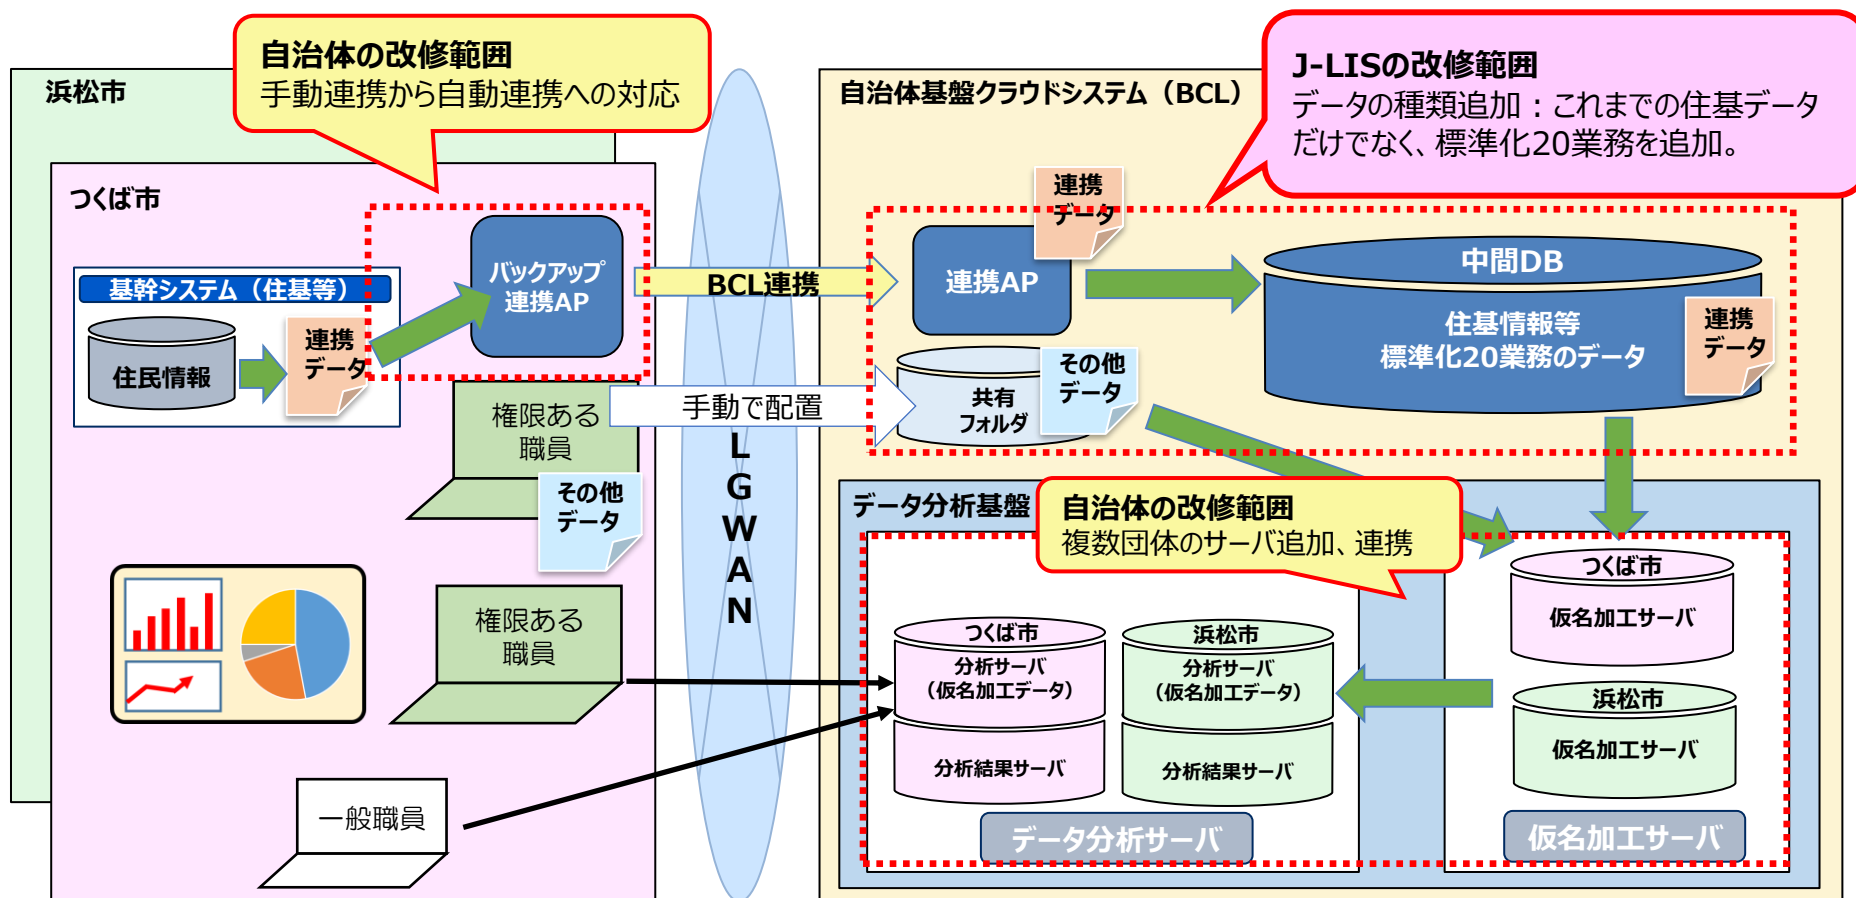 自治体の改修範囲
手動連携から自動連携への対応
J-LISの改修範囲
データの種類追加：これまでの住基データ
だけでなく、標準化20業務を追加。
浜松市
つくば市
基幹システム（住基等）
住民情報
連携
データ
バックアップ
連携AP
BCL連携
手動で配置
LGWAN
権限ある
職員
その他
データ
権限ある
職員
一般職員
自治体基盤クラウドシステム（BCL）
連携AP
連携
データ
中間DB
住基情報等
標準化20業務のデータ
連携
データ
共有
フォルダ
その他
データ
データ分析基盤
自治体の改修範囲
複数団体のサーバ追加、連携
つくば市
分析サーバ
（仮名加工データ）
分析結果サーバ
浜松市
分析サーバ
（仮名加工データ）
分析結果サーバ
データ分析サーバ
つくば市
仮名加工サーバ
浜松市
仮名加工サーバ
仮名加工サーバ